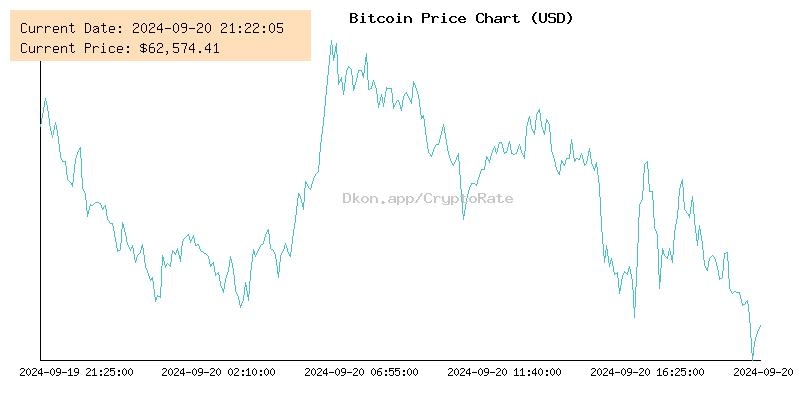 Bitcoin Price Chart (USD)
Current Date: 2024-09-20 21:22:05
Current Price: $62,574.41
Dkon.app/CryptoRate
2024-09-19 21:25:00 2024-09-20 02:10:00 2024-09-20 06:55:00 2024-09-20 11:40:00 2024-09-20 16:25:00 2024-09-20